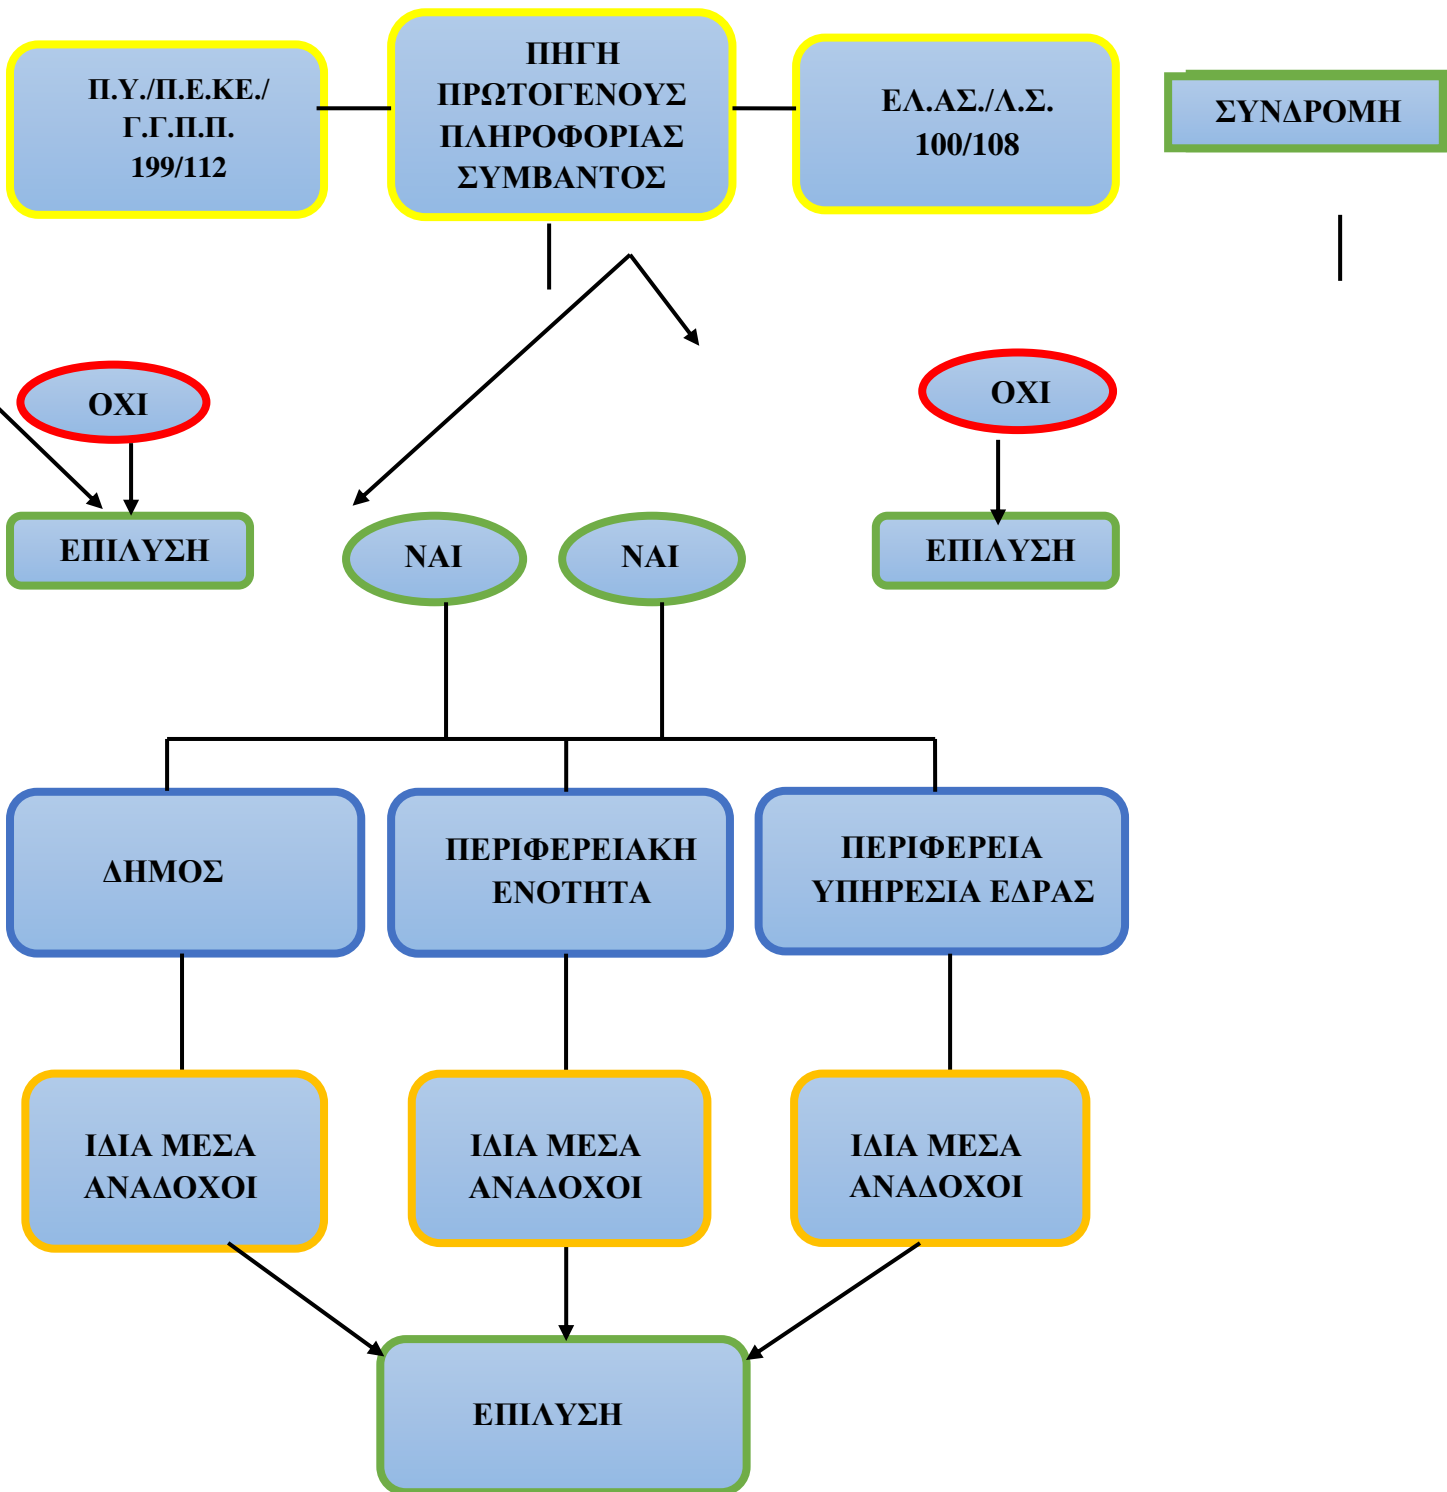 Π.Υ./Π.Ε.ΚΕ./
Γ.Γ.Π.Π.
199/112
ΠΗΓΗ
ΠΡΩΤΟΓΕΝΟΥΣ
ΠΛΗΡΟΦΟΡΙΑΣ
ΣΥΜΒΑΝΤΟΣ
ΕΛ.ΑΣ./Λ.Σ.
100/108
ΣΥΝΔΡΟΜΗ
ΟΧΙ
ΟΧΙ
ΕΠΙΛΥΣΗ
ΝΑΙ
ΝΑΙ
ΕΠΙΛΥΣΗ
ΔΗΜΟΣ
ΠΕΡΙΦΕΡΕΙΑΚΗ
ΕΝΟΤΗΤΑ
ΠΕΡΙΦΕΡΕΙΑ
ΥΠΗΡΕΣΙΑ ΕΔΡΑΣ
ΙΔΙΑ ΜΕΣΑ
ΑΝΑΔΟΧΟΙ
ΙΔΙΑ ΜΕΣΑ
ΑΝΑΔΟΧΟΙ
ΙΔΙΑ ΜΕΣΑ
ΑΝΑΔΟΧΟΙ
ΕΠΙΛΥΣΗ